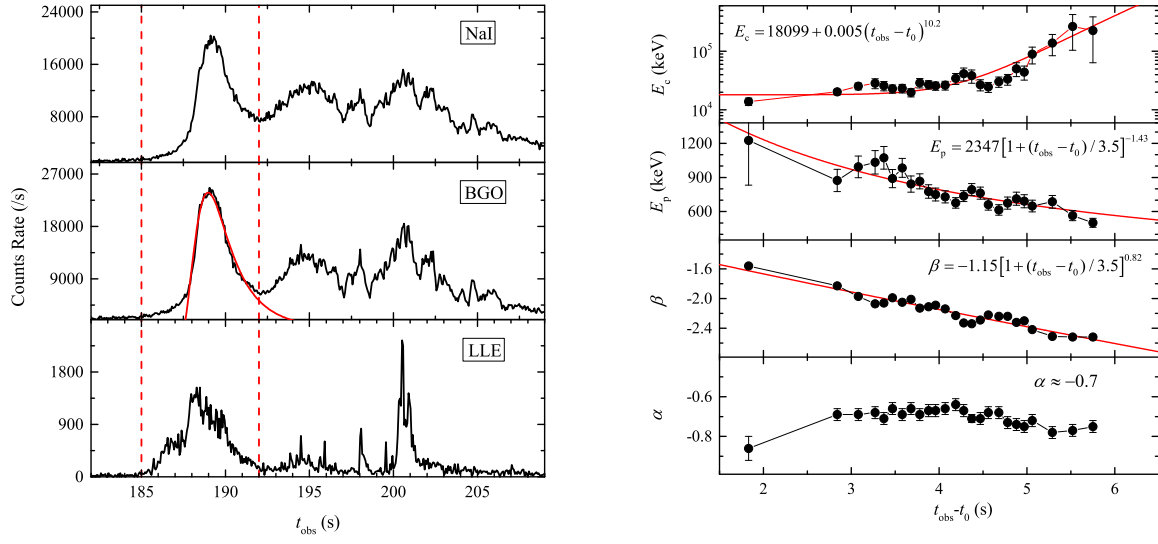 24000
20000
16000
12000
8000
NaI
27000
18000
9000
Counts Rate (/s)
BGO
1800
900
0
LLE
185 190 195 200 205
t_obs (s)
10^5
10^4
E_c (keV)
E_c = 18099 + 0.005(t_obs − t_0)^10.2
1200
900
600
E_p (keV)
E_p = 2347[1+(t_obs − t_0) / 3.5]^−1.43
-1.6
-2.0
-2.4
β
β = −1.15[1+(t_obs − t_0) / 3.5]^0.82
-0.6
-0.8
α
α ≈ −0.7
2 3 4 5 6
t_obs-t_0 (s)